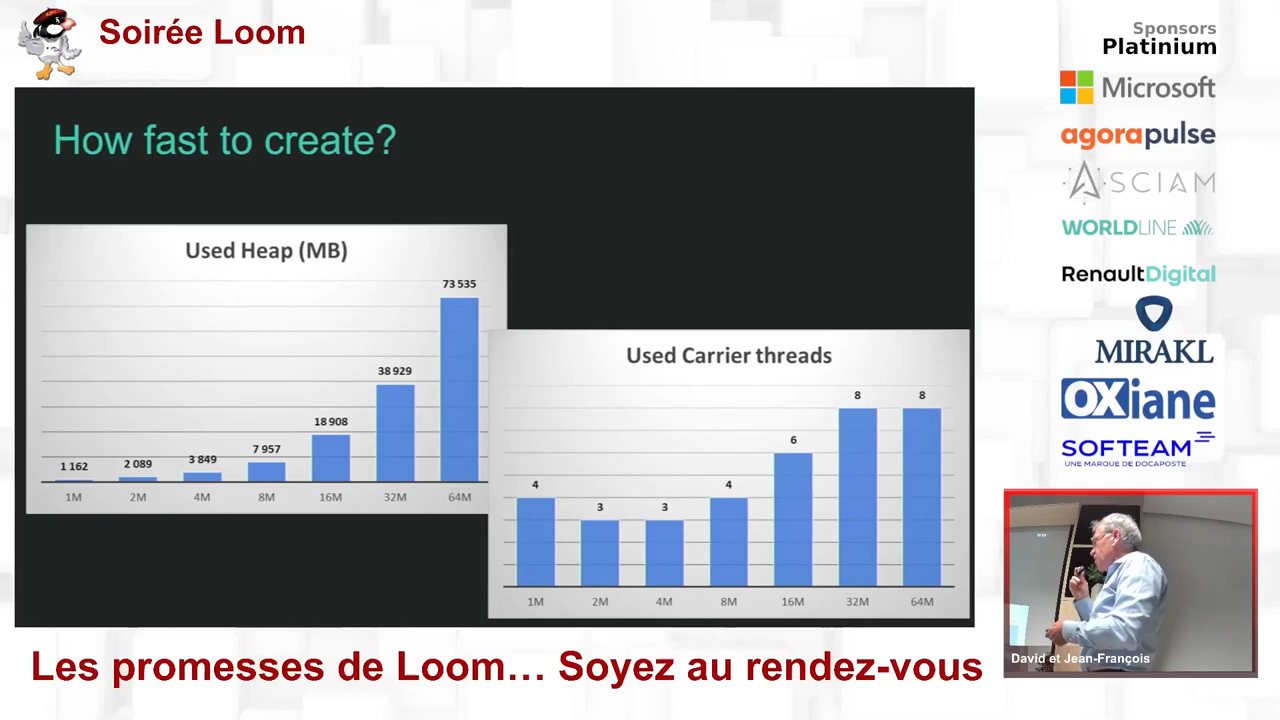 Soirée Loom
How fast to create?
Used Heap (MB)
1 162
2 089
3 849
7 957
18 908
38 929
73 535
1M
2M
4M
8M
16M
32M
64M
Used Carrier threads
4
3
3
4
6
8
8
1M
2M
4M
8M
16M
32M
64M
Les promesses de Loom... Soyez au rendez-vous
Sponsors
Platinium
Microsoft
agorapulse
ASCIAM
WORLDLINE
RenaultDigital
MIRAKL
OXiane
SOFTEAM
UNE MARQUE DE DOCAPOSTE
David et Jean-François